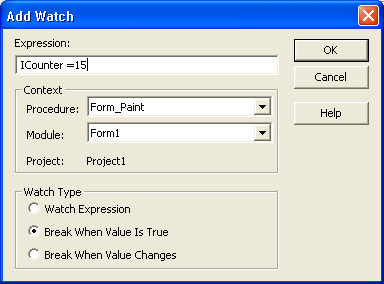 Add Watch
Expression:
ICounter =15
OK
Cancel
Help
Context
Procedure: Form_Paint
Module: Form1
Project: Project1
Watch Type
Watch Expression
Break When Value Is True
Break When Value Changes